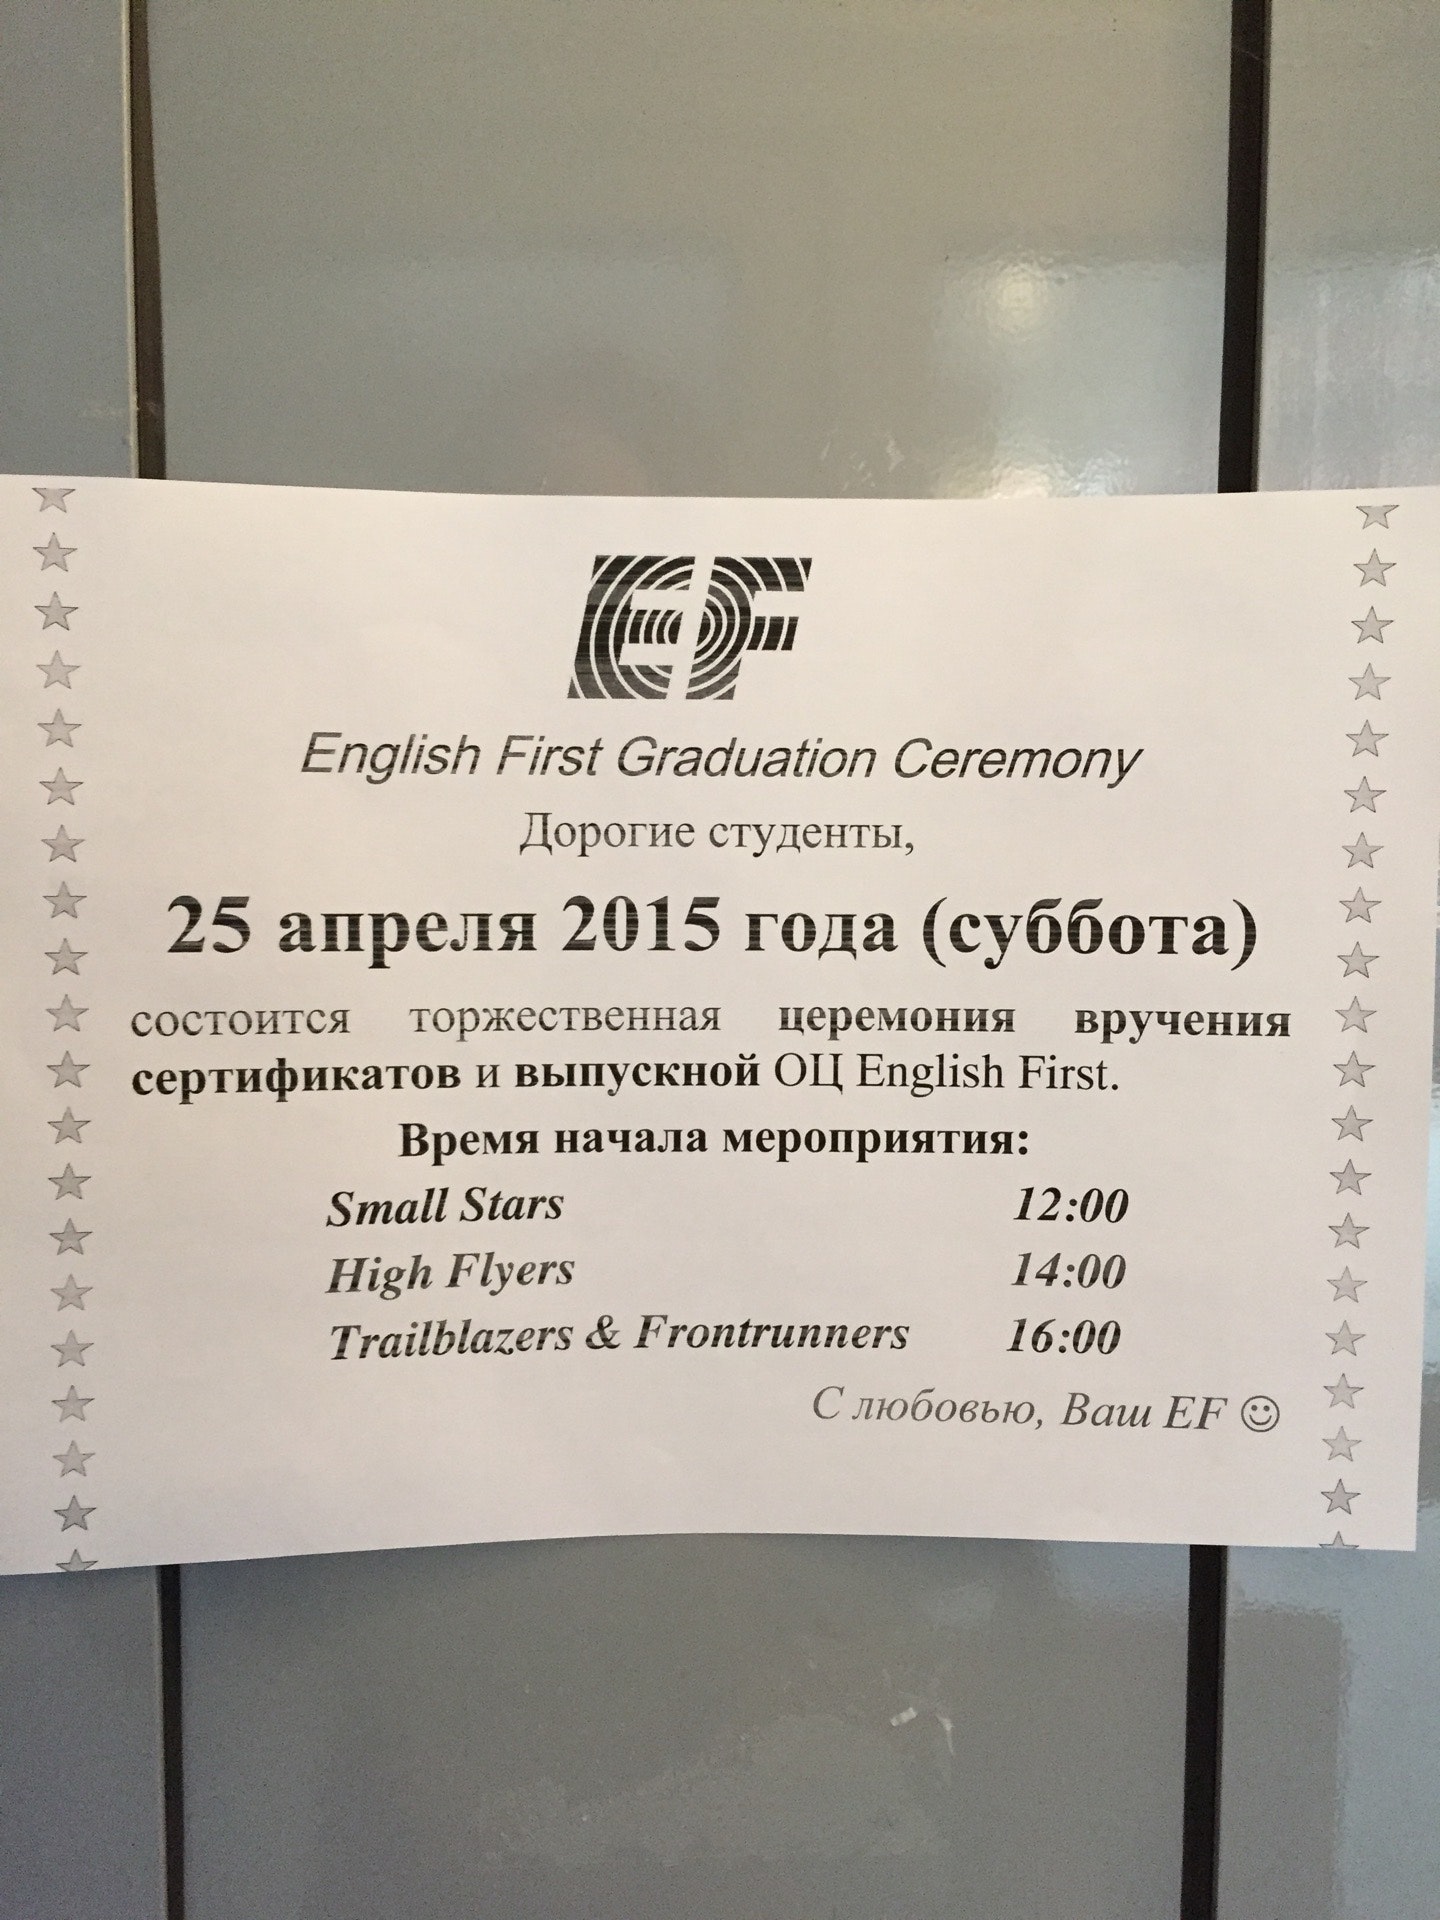 EF
English First Graduation Ceremony
Дорогие студенты,
25 апреля 2015 года (суббота)
состоится торжественная церемония вручения
сертификатов и выпускной ОЦ English First.
Время начала мероприятия:
Small Stars 12:00
High Flyers 14:00
Trailblazers & Frontrunners 16:00
С любовью, Ваш EF ☺